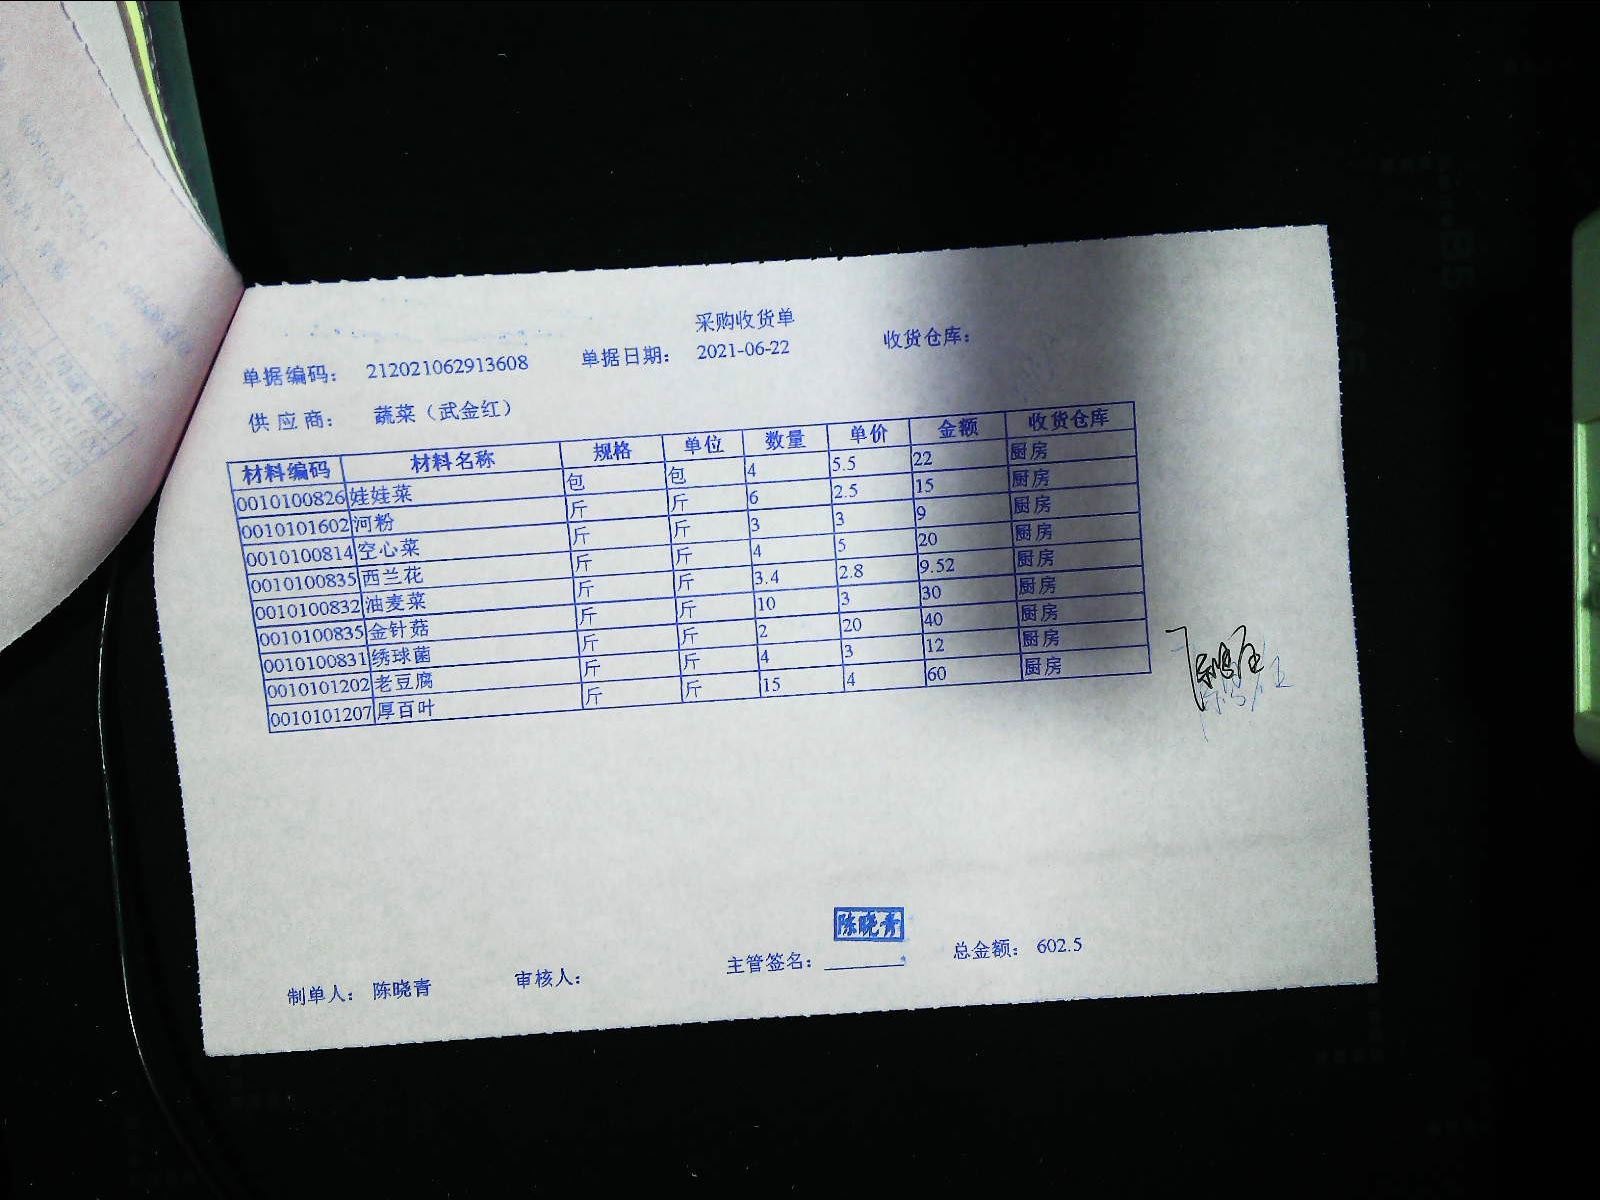 采购收货单
单据编码： 212021062913608 单据日期： 2021-06-22 收货仓库：
供 应 商： 蔬菜（武金红）
材料编码 材料名称 规格 单位 数量 单价 金额 收货仓库
0010100826 娃娃菜 包 包 4 5.5 22 厨房
0010101602 河粉 斤 斤 6 2.5 15 厨房
0010100814 空心菜 斤 斤 3 3 9 厨房
0010100835 西兰花 斤 斤 4 5 20 厨房
0010100832 油麦菜 斤 斤 3.4 2.8 9.52 厨房
0010100835 金针菇 斤 斤 10 3 30 厨房
0010100831 绣球菌 斤 斤 2 20 40 厨房
0010101202 老豆腐 斤 斤 4 3 12 厨房
0010101207 厚百叶 斤 斤 15 4 60 厨房
陈晓青
制单人： 陈晓青 审核人： 主管签名： 总金额： 602.5